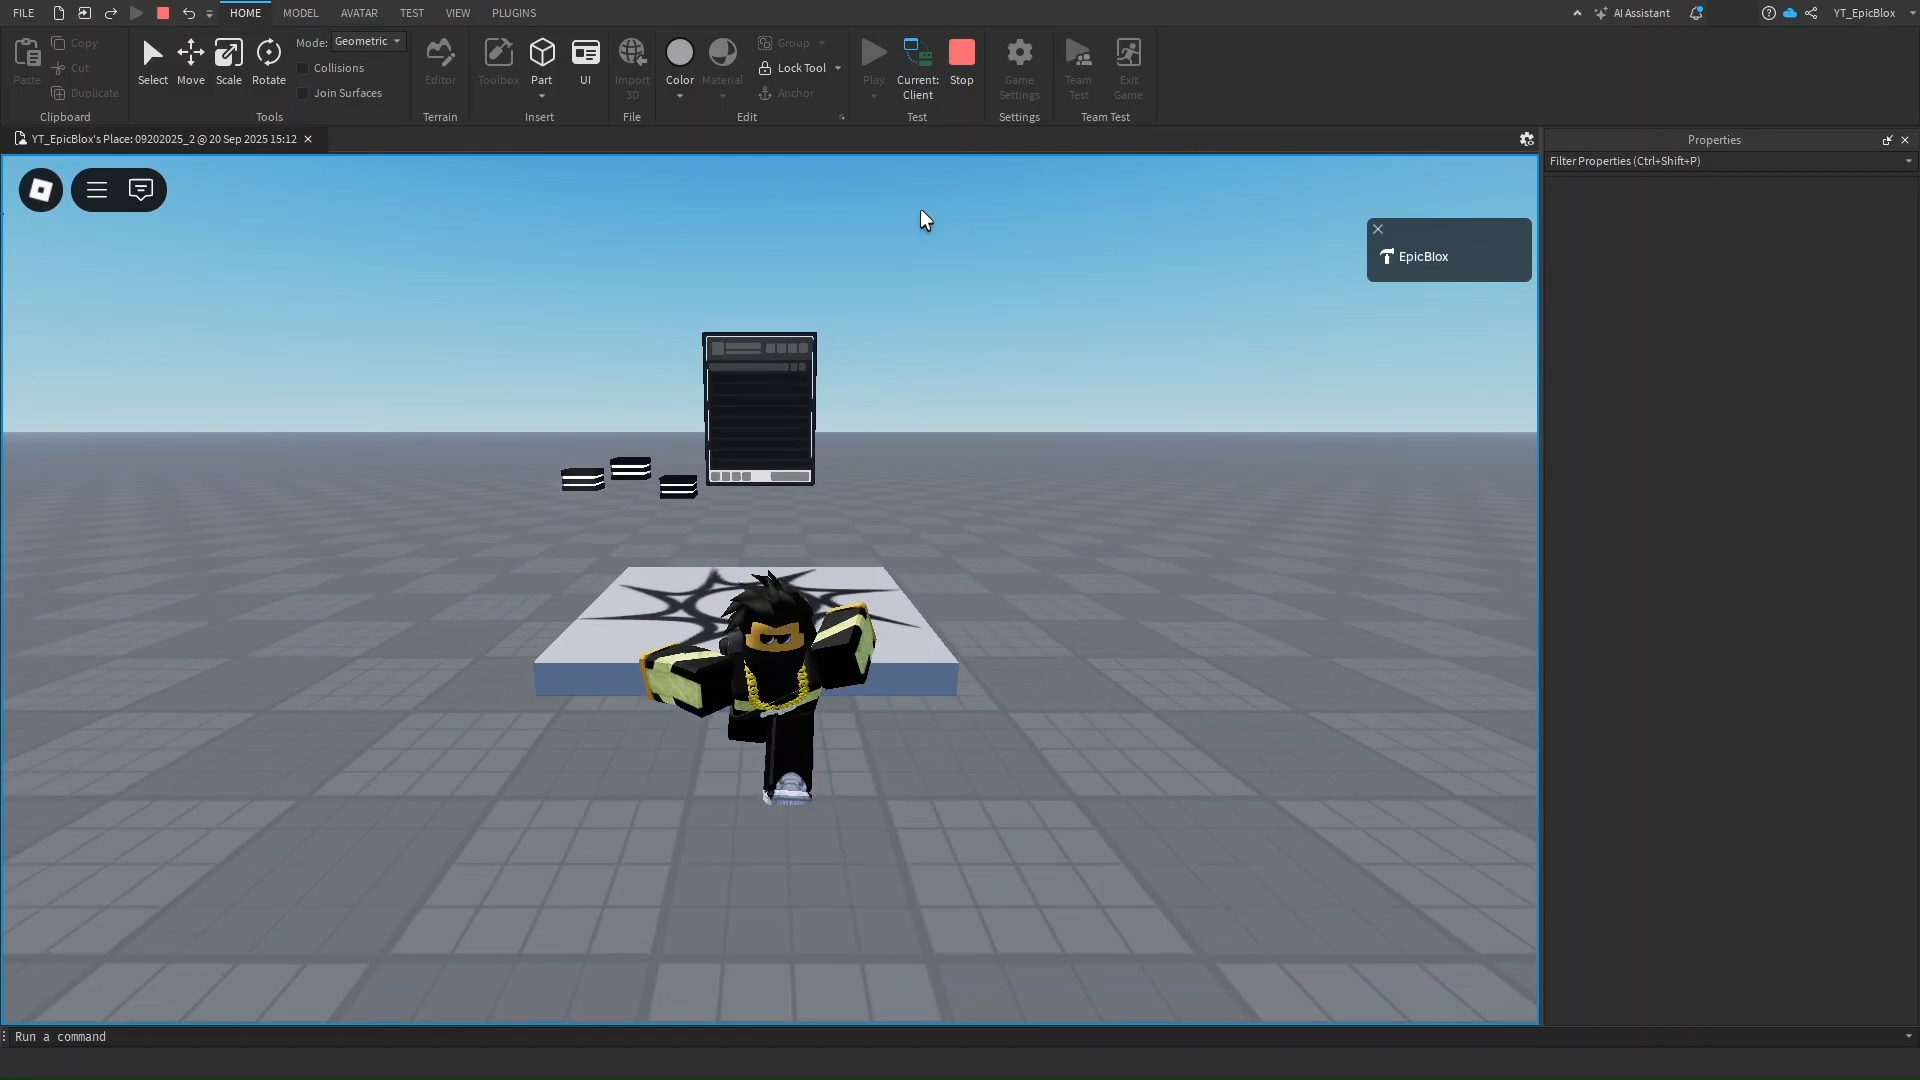 FILE HOME MODEL AVATAR TEST VIEW PLUGINS AI Assistant YT_EpicBlox
Paste Copy Cut Duplicate Clipboard
Select Move Scale Rotate Mode: Geometric Collisions Join Surfaces Tools
Editor Terrain
Toolbox Part UI Insert
Import 3D File
Color Material Group Lock Tool Anchor Edit
Play Current: Client Stop Test
Game Settings Settings
Team Test Exit Game Team Test
YT_EpicBlox's Place: 09202025_2 @ 20 Sep 2025 15:12
Properties
Filter Properties (Ctrl+Shift+P)
EpicBlox
Run a command